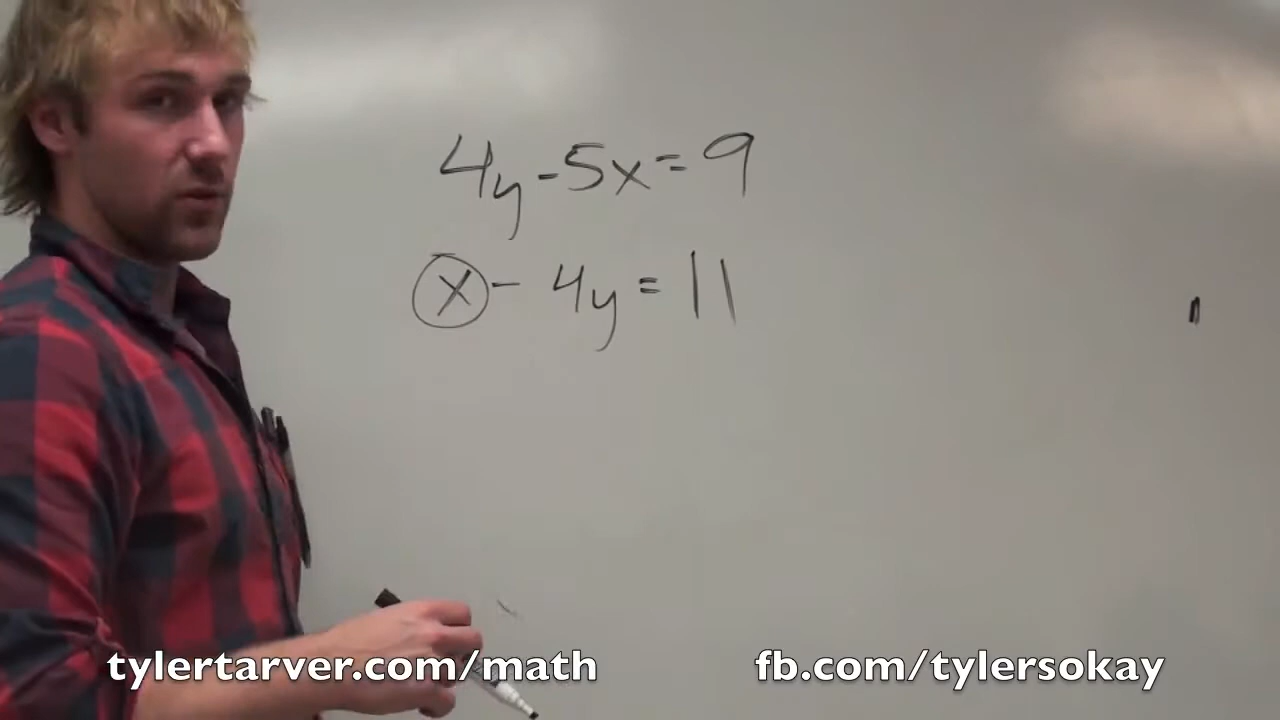 4y-5x=9
x - 4y = 11
tylertarver.com/math
fb.com/tylersokay